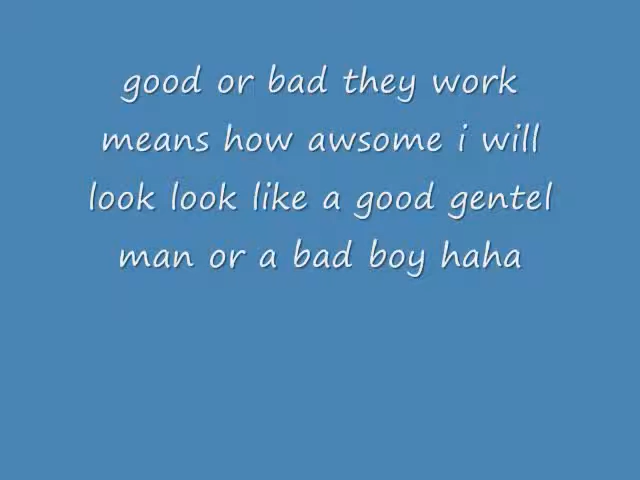 good or bad they work
means how awsome i will
look look like a good gentel
man or a bad boy haha